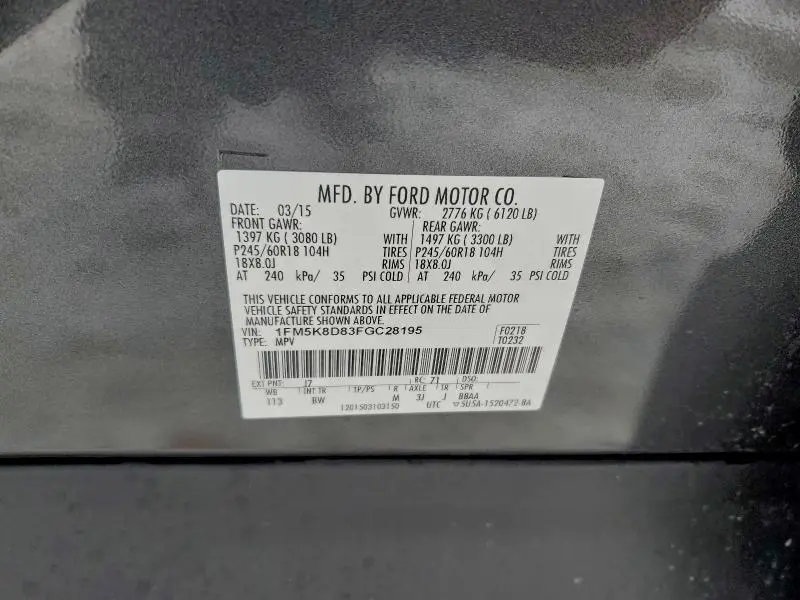 MFD. BY FORD MOTOR CO.
DATE: 03/15 GVWR: 2776 KG ( 6120 LB)
FRONT GAWR: REAR GAWR:
1397 KG ( 3080 LB) WITH 1497 KG ( 3300 LB) WITH
P245/60R18 104H TIRES P245/60R18 104H TIRES
18X8.0J RIMS 18X8.0J RIMS
AT 240 kPa/ 35 PSI COLD AT 240 kPa/ 35 PSI COLD
THIS VEHICLE CONFORMS TO ALL APPLICABLE FEDERAL MOTOR
VEHICLE SAFETY STANDARDS IN EFFECT ON THE DATE OF
MANUFACTURE SHOWN ABOVE.
VIN: 1FM5K8D83FGC28195 F0218
TYPE: MPV T0232
EXT PNT: J7 RC: 71 DSO:
WB INT TR TP/PS R AXLE TR SPR
113 BW M 3J J BBAA
1201503103150 UTC 5U5A-1520472-BA